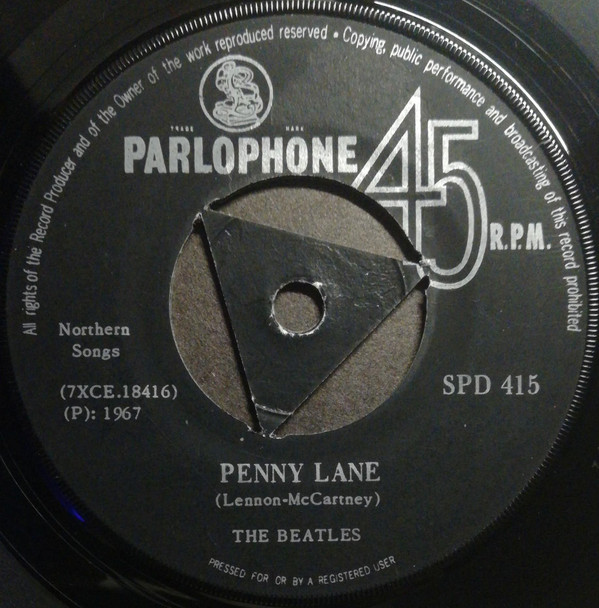 All rights of the Record Producer and of the Owner of the work reproduced reserved • Copying, public performance and broadcasting of this record prohibited
TRADE MARK
PARLOPHONE
45
R.P.M.
Northern
Songs
(7XCE.18416)
(P): 1967
SPD 415
PENNY LANE
(Lennon-McCartney)
THE BEATLES
PRESSED FOR OR BY A REGISTERED USER